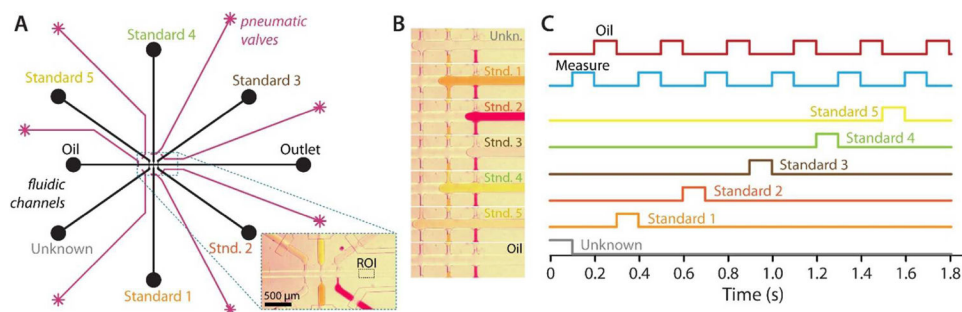 A
pneumatic
valves
Standard 4
Standard 5
Standard 3
Oil
Outlet
fluidic
channels
Unknown
Stnd. 2
Standard 1
ROI
500 µm
B
Unkn.
Stnd. 1
Stnd. 2
Stnd. 3
Stnd. 4
Stnd. 5
Oil
C
Oil
Measure
Standard 5
Standard 4
Standard 3
Standard 2
Standard 1
Unknown
0 0.2 0.4 0.6 0.8 1.0 1.2 1.4 1.6 1.8
Time (s)